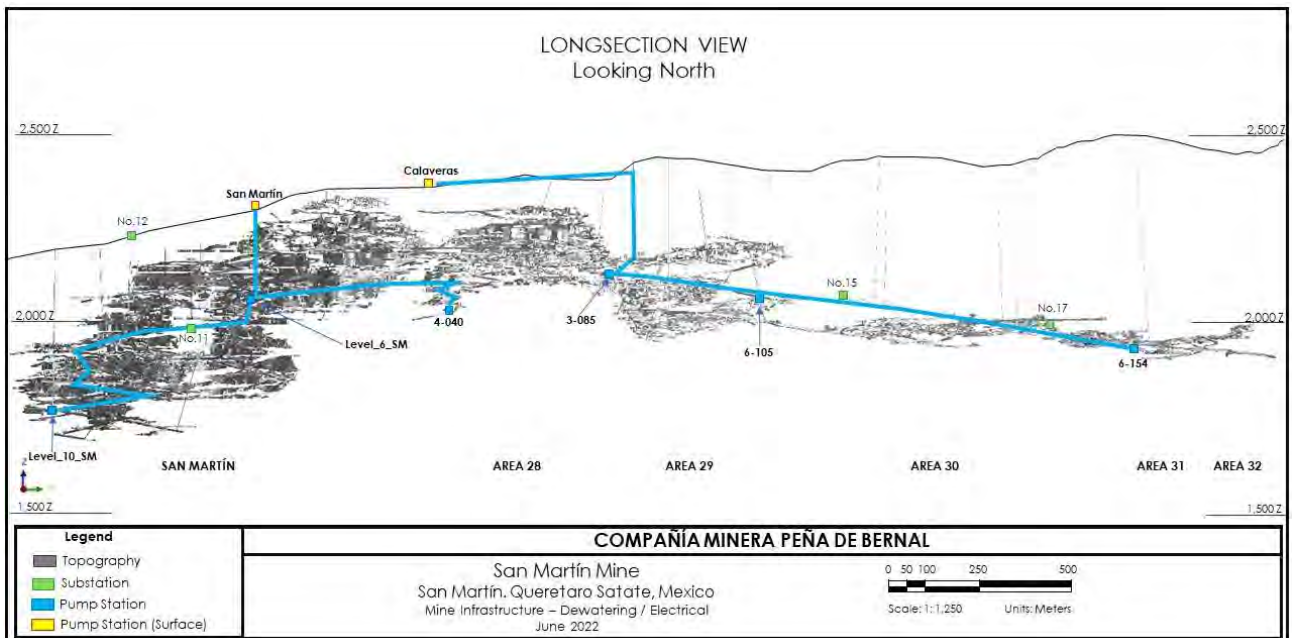 LONGSECTION VIEW
Looking North
2,500 Z
2,500 Z
Calaveras
San Martín
No.12
No.15
2,000 Z
2,000 Z
No.17
4-040
3-085
No.11
Level_6_SM
6-105
6-154
Level_10_SM
SAN MARTÍN
AREA 28
AREA 29
AREA 30
AREA 31
AREA 32
Z
1,500 Z
1,500 Z
Legend
Topography
Substation
Pump Station
Pump Station (Surface)
COMPAÑÍA MINERA PEÑA DE BERNAL
San Martín Mine
San Martín. Queretaro Satate, Mexico
Mine Infrastructure – Dewatering / Electrical
June 2022
0 50 100 250 500
Scale: 1:1,250 Units: Meters